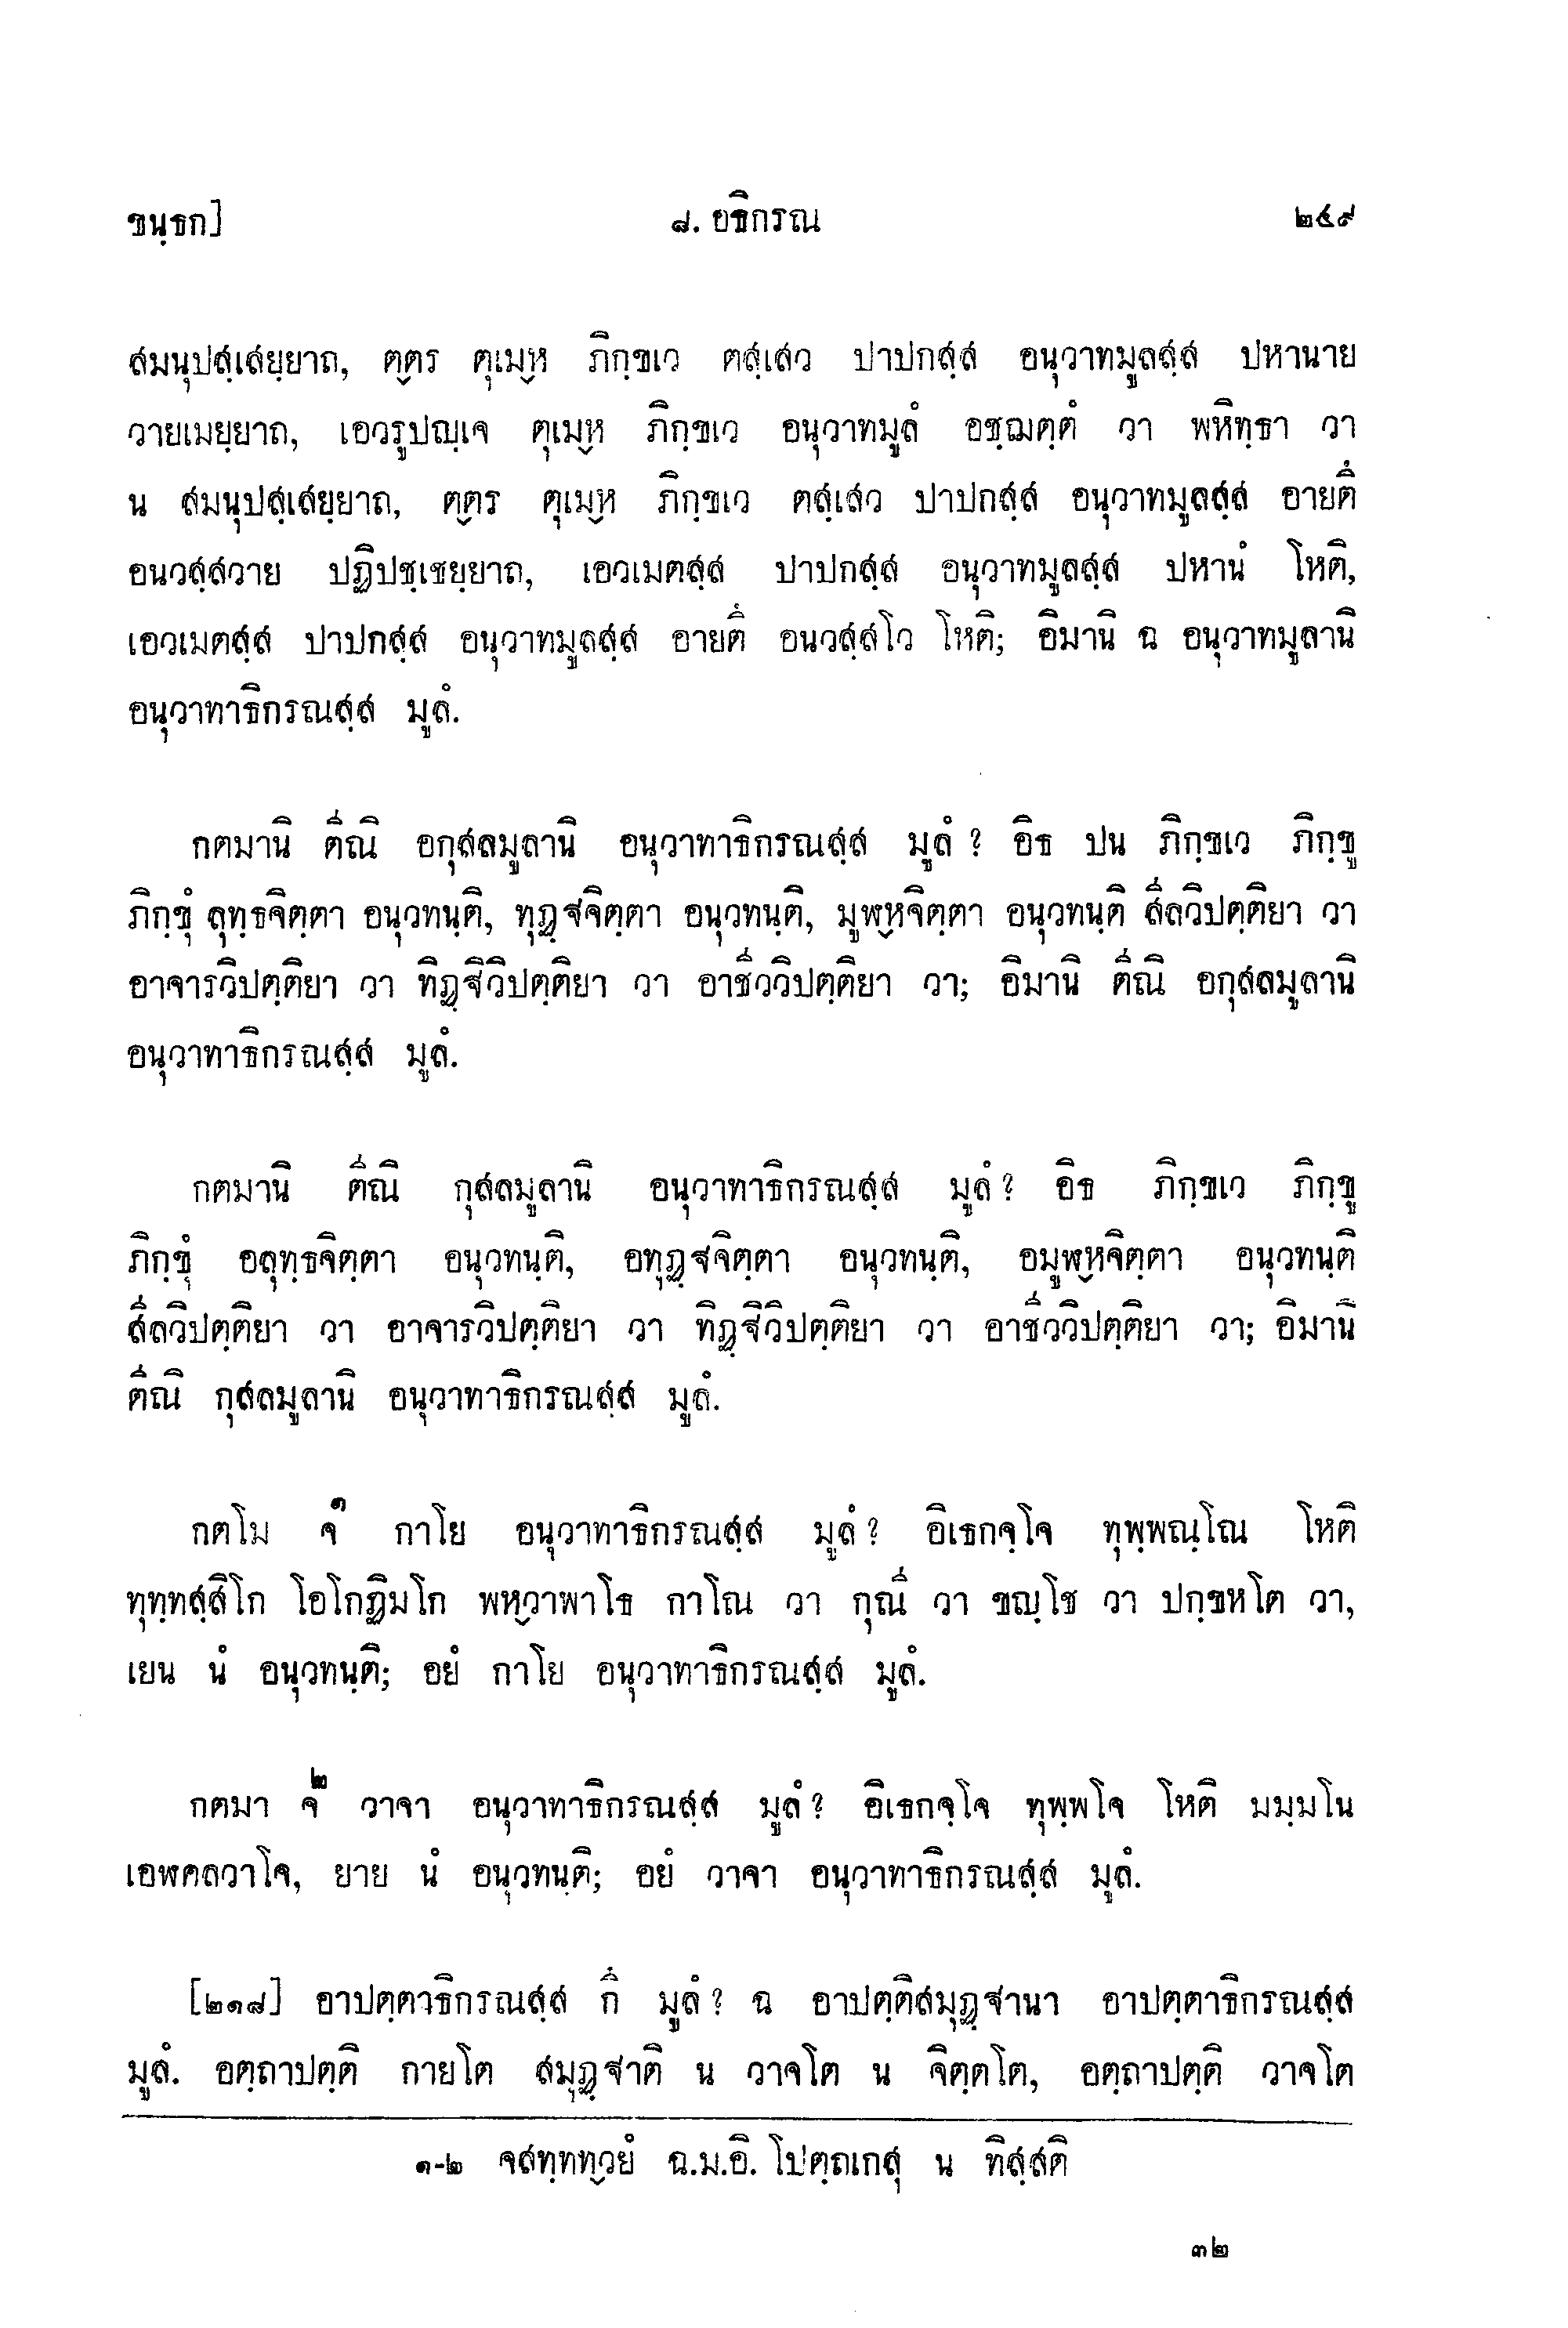 ขนฺธก] ๘. อธิกรณ ๒๔๙
สมนุปสฺเสยฺยาถ, ตฺตร ตุเมฺห ภิกฺขเว ตสฺเสว ปาปกสฺส อนุวาทมูลสฺส ปหานาย
วายเมยฺยาถ, เอวรูปญฺเจ ตุเมฺห ภิกฺขเว อนุวาทมูลํ อชฺฌตฺตํ วา พหิทฺธา วา
น สมนุปสฺเสยฺยาถ, ตฺตร ตุเมฺห ภิกฺขเว ตสฺเสว ปาปกสฺส อนุวาทมูลสฺส อายตึ
อนวสฺสวาย ปฏิปชฺเชยฺยาถ, เอวเมตสฺส ปาปกสฺส อนุวาทมูลสฺส ปหานํ โหติ,
เอวเมตสฺส ปาปกสฺส อนุวาทมูลสฺส อายตึ อนวสฺสโว โหติ; อิมานิ ฉ อนุวาทมูลานิ
อนุวาทาธิกรณสฺส มูลํ.
กตมานิ ตีณิ อกุสลมูลานิ อนุวาทาธิกรณสฺส มูลํ? อิธ ปน ภิกฺขเว ภิกฺขู
ภิกฺขุํ ลุทฺธจิตฺตา อนุวทนฺติ, ทุฏฺฐจิตฺตา อนุวทนฺติ, มูฬฺหจิตฺตา อนุวทนฺติ สีลวิปตฺติยา วา
อาจารวิปตฺติยา วา ทิฏฺฐิวิปตฺติยา วา อาชีววิปตฺติยา วา; อิมานิ ตีณิ อกุสลมูลานิ
อนุวาทาธิกรณสฺส มูลํ.
กตมานิ ตีณิ กุสลมูลานิ อนุวาทาธิกรณสฺส มูลํ? อิธ ภิกฺขเว ภิกฺขู
ภิกฺขุํ อลุทฺธจิตฺตา อนุวทนฺติ, อทุฏฺฐจิตฺตา อนุวทนฺติ, อมูฬฺหจิตฺตา อนุวทนฺติ
สีลวิปตฺติยา วา อาจารวิปตฺติยา วา ทิฏฺฐิวิปตฺติยา วา อาชีววิปตฺติยา วา; อิมานิ
ตีณิ กุสลมูลานิ อนุวาทาธิกรณสฺส มูลํ.
กตโม จ๑ กาโย อนุวาทาธิกรณสฺส มูลํ? อิเธกจฺโจ ทุพฺพณฺโณ โหติ
ทุทฺทสฺสิโก โอโกฏิมโก พหฺวาพาโธ กาโณ วา กุณี วา ขญฺโช วา ปกฺขหโต วา,
เยน นํ อนุวทนฺติ; อยํ กาโย อนุวาทาธิกรณสฺส มูลํ.
กตมา จ๒ วาจา อนุวาทาธิกรณสฺส มูลํ? อิเธกจฺโจ ทุพฺพโจ โหติ มมฺมโน
เอฬคลวาโจ, ยาย นํ อนุวทนฺติ; อยํ วาจา อนุวาทาธิกรณสฺส มูลํ.
[๒๑๘] อาปตฺตาธิกรณสฺส กึ มูลํ? ฉ อาปตฺติสมุฏฺฐานา อาปตฺตาธิกรณสฺส
มูลํ. อตฺถาปตฺติ กายโต สมุฏฺฐาติ น วาจโต น จิตฺตโต, อตฺถาปตฺติ วาจโต
๑-๒ จสทฺททฺวยํ ฉ.ม.อิ. โปตฺถเกสุ น ทิสฺสติ
๓๒